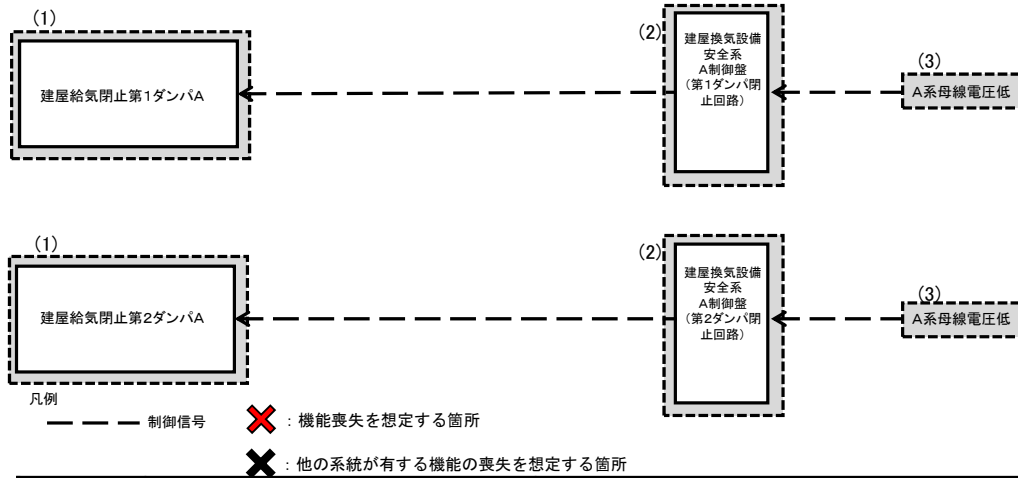 (1)
建屋給気閉止第1ダンパA
(2)
建屋換気設備
安全系
A制御盤
(第1ダンパ閉
止回路)
(3)
A系母線電圧低
(1)
建屋給気閉止第2ダンパA
(2)
建屋換気設備
安全系
A制御盤
(第2ダンパ閉
止回路)
(3)
A系母線電圧低
凡例
制御信号
：機能喪失を想定する箇所
：他の系統が有する機能の喪失を想定する箇所